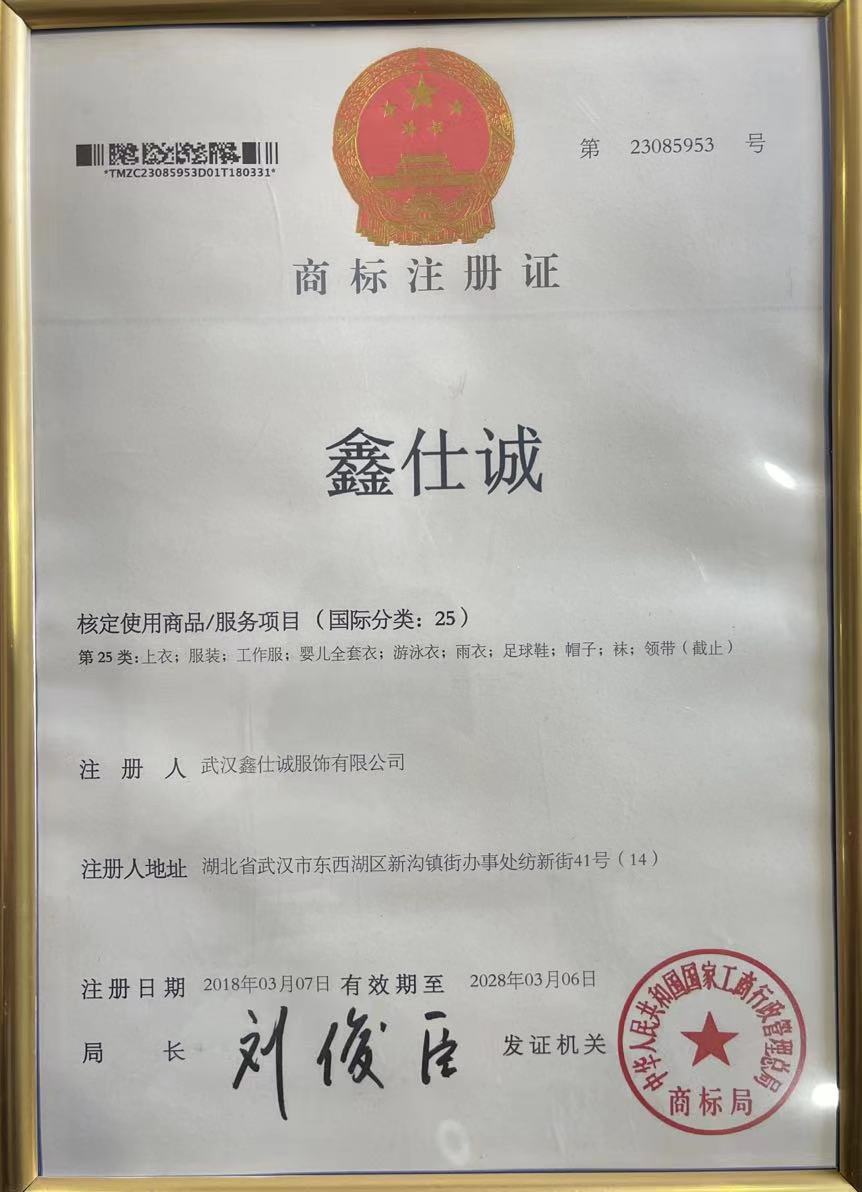 第 23085953 号
*TMZC23085953D01T180331*
商标注册证
鑫仕诚
核定使用商品/服务项目（国际分类：25）
第25类:上衣；服装；工作服；婴儿全套衣；游泳衣；雨衣；足球鞋；帽子；袜；领带（截止）
注册人 武汉鑫仕诚服饰有限公司
注册人地址 湖北省武汉市东西湖区新沟镇街办事处纺新街41号（14）
注册日期 2018年03月07日 有效期至 2028年03月06日
局长 刘俊臣 发证机关
中华人民共和国国家工商行政管理总局
商标局